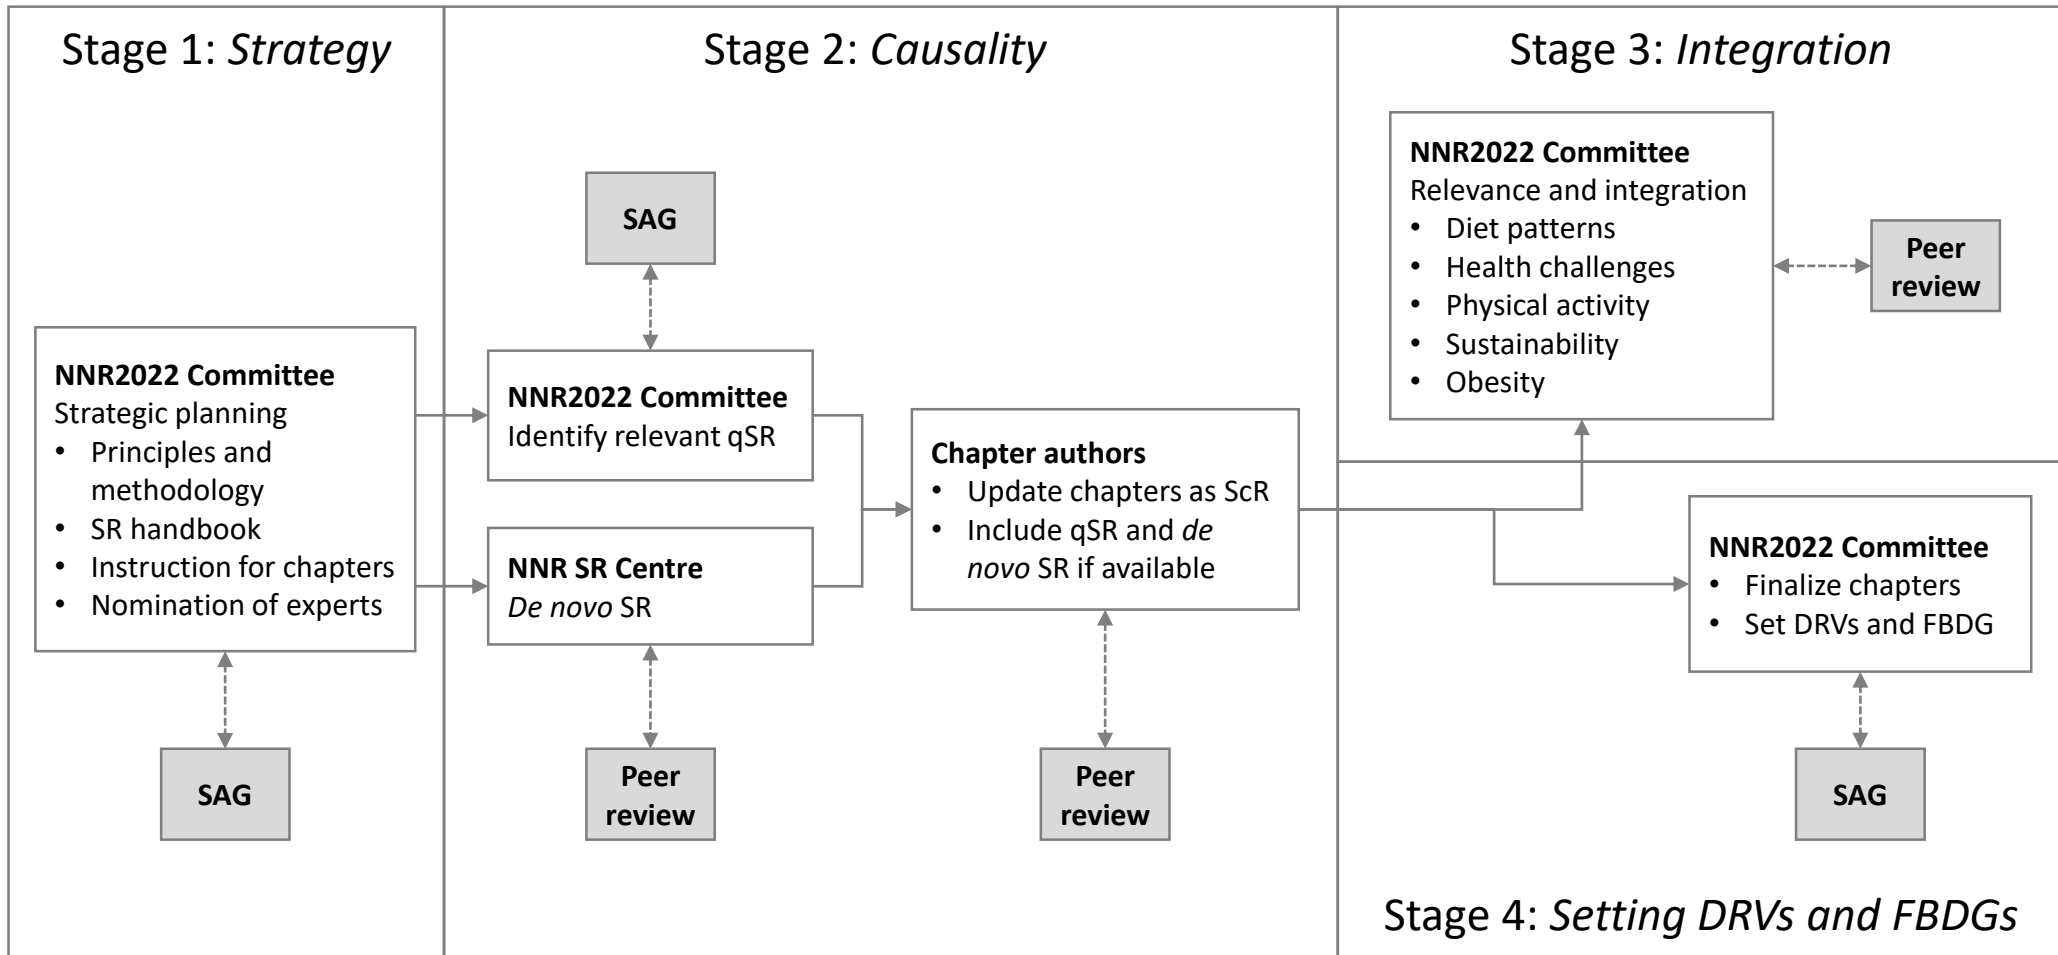 Stage 1: Strategy
NNR2022 Committee
Strategic planning
• Principles and
methodology
• SR handbook
• Instruction for chapters
• Nomination of experts
SAG
Stage 2: Causality
SAG
NNR2022 Committee
Identify relevant qSR
NNR SR Centre
De novo SR
Peer
review
Chapter authors
• Update chapters as ScR
• Include qSR and de
novo SR if available
Peer
review
Stage 3: Integration
NNR2022 Committee
Relevance and integration
• Diet patterns
• Health challenges
• Physical activity
• Sustainability
• Obesity
Peer
review
NNR2022 Committee
• Finalize chapters
• Set DRVs and FBDG
SAG
Stage 4: Setting DRVs and FBDGs